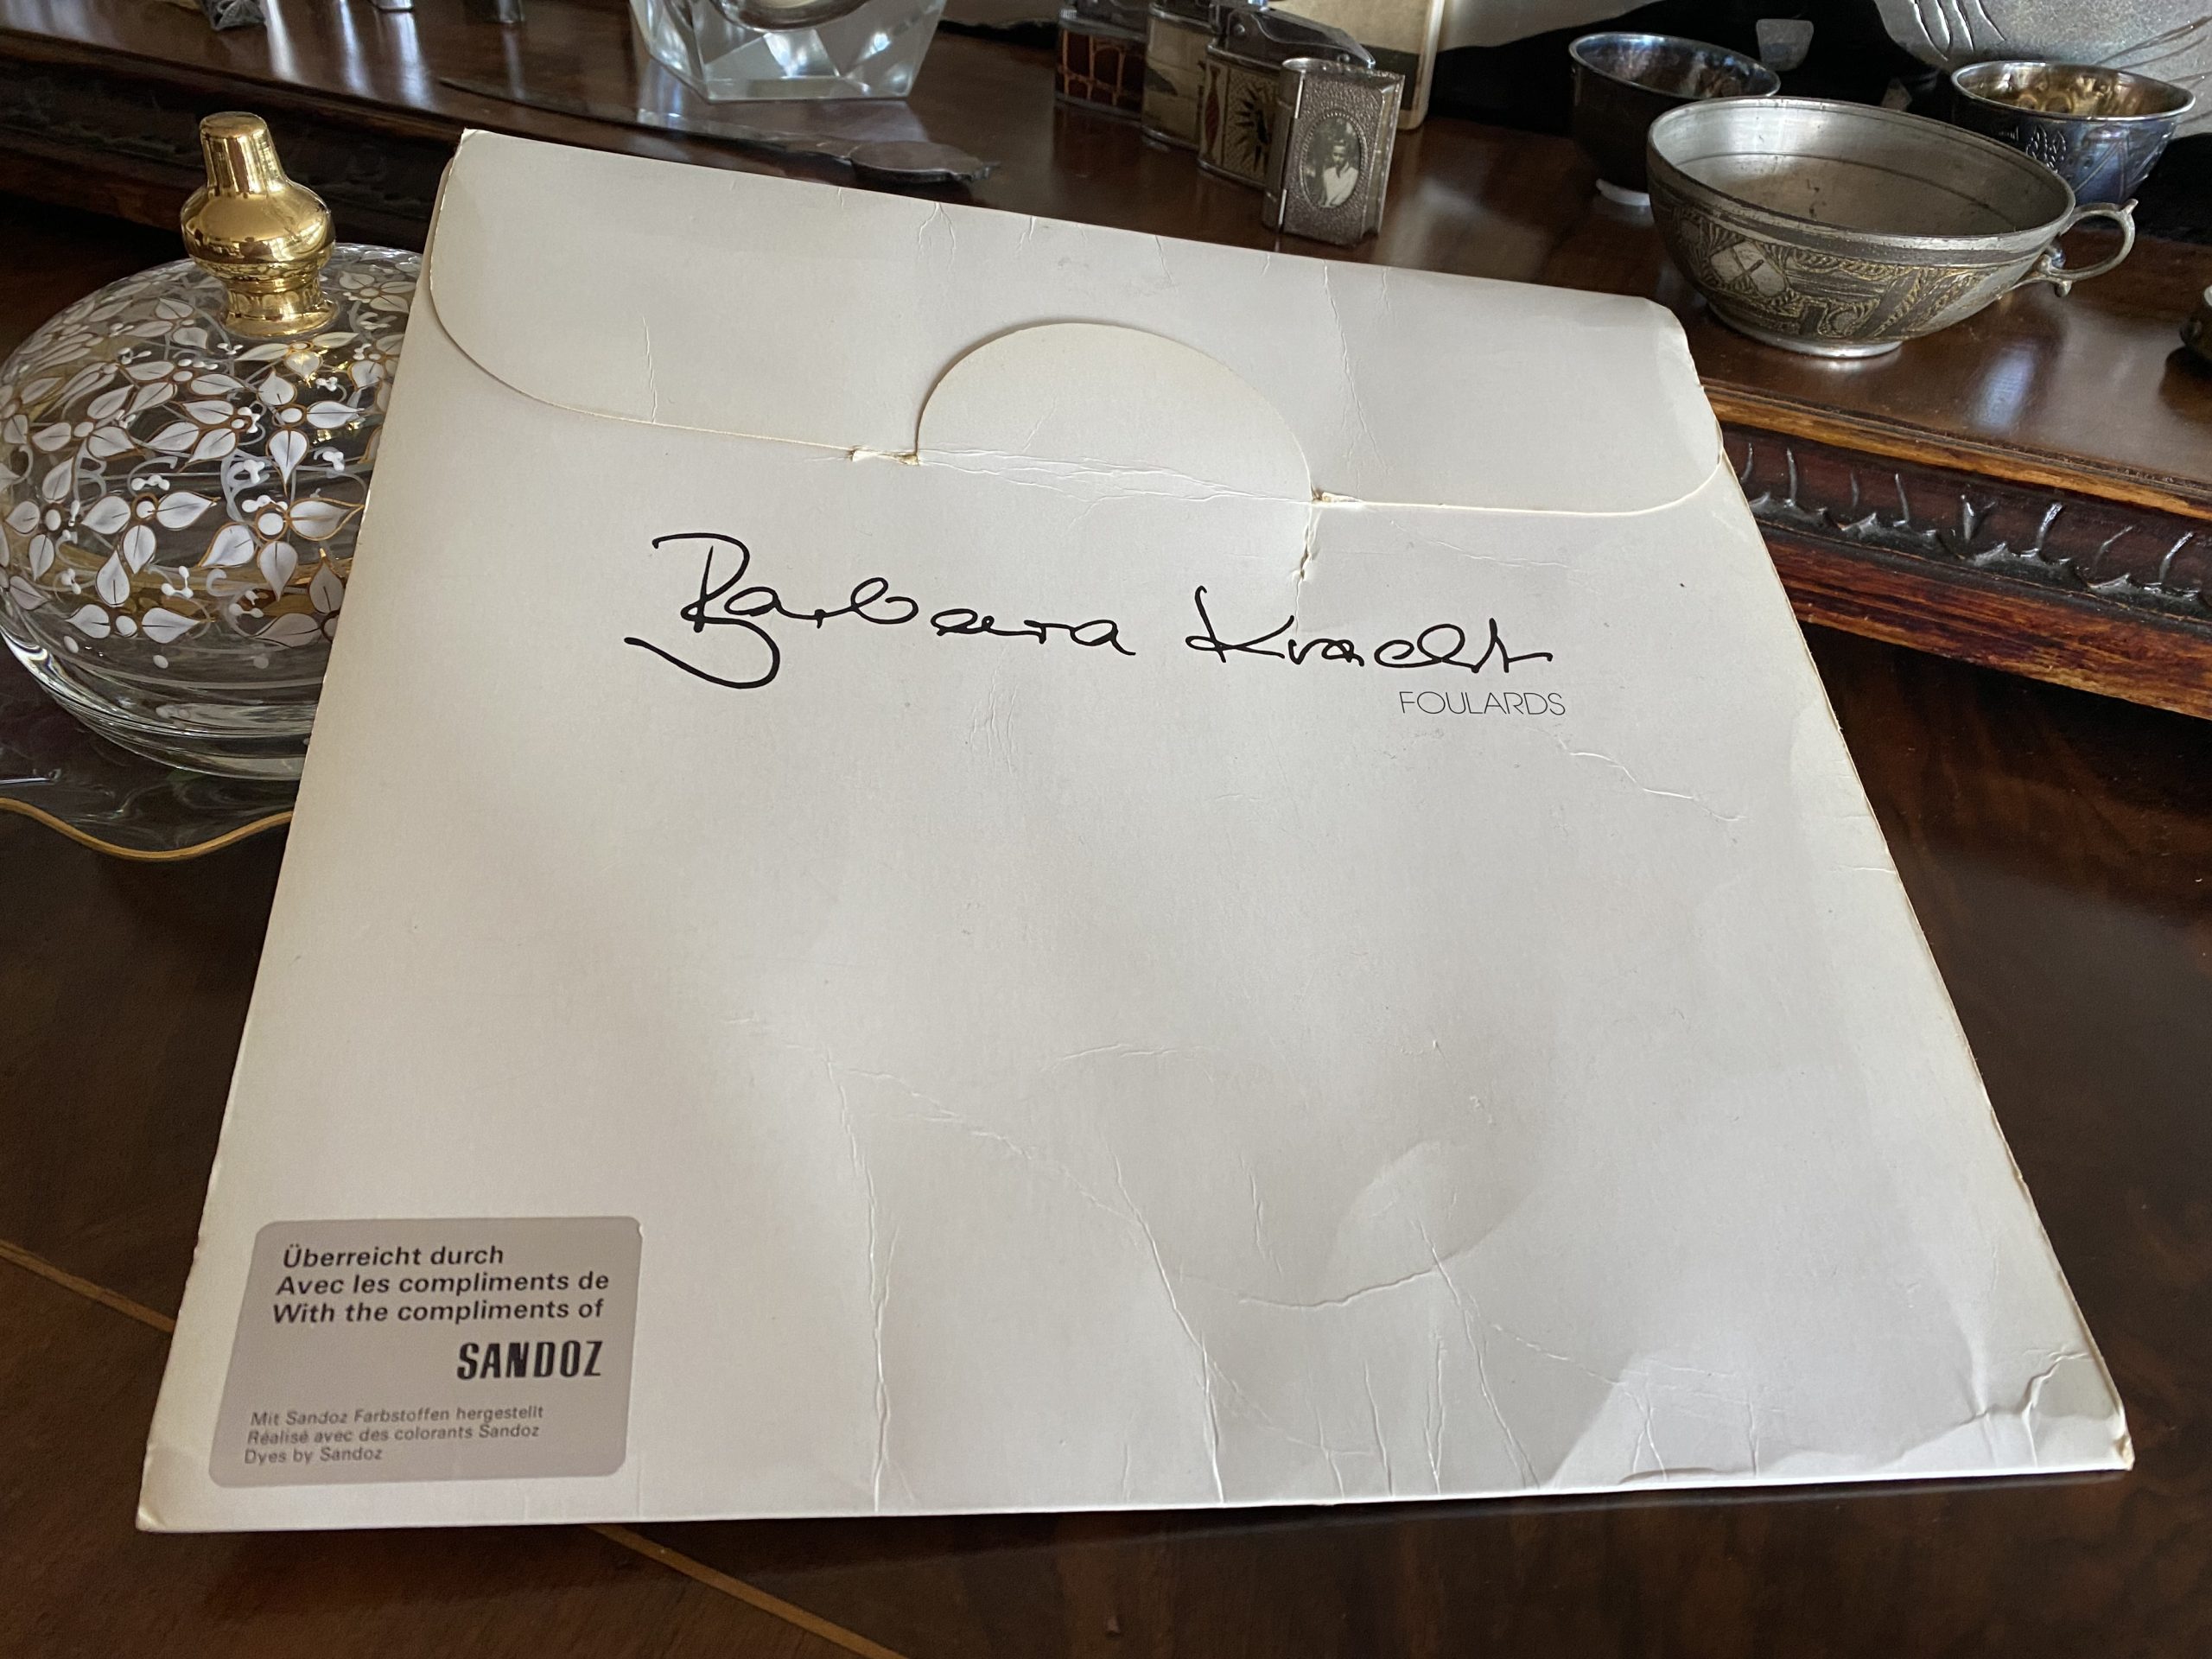 Barbara Kracht
FOULARDS
Überreicht durch
Avec les compliments de
With the compliments of
SANDOZ
Mit Sandoz Farbstoffen hergestellt
Réalisé avec des colorants Sandoz
Dyes by Sandoz